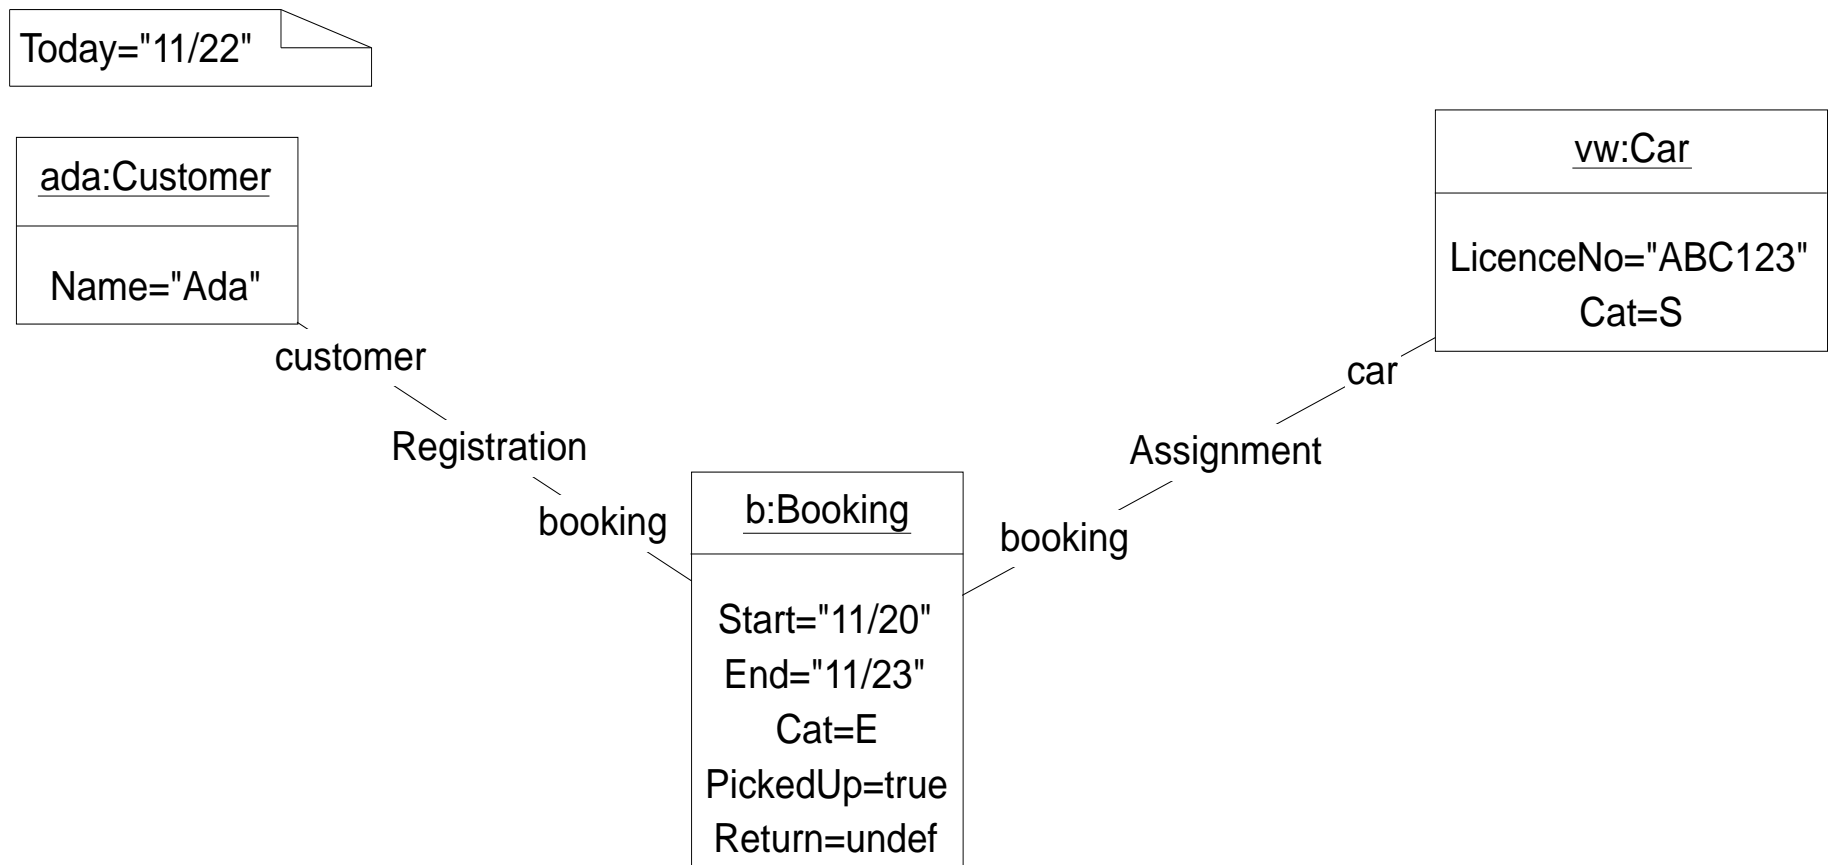 Today="11/22"
ada:Customer
Name="Ada"
vw:Car
LicenceNo="ABC123"
Cat=S
customer
car
Registration
Assignment
booking
booking
b:Booking
Start="11/20"
End="11/23"
Cat=E
PickedUp=true
Return=undef